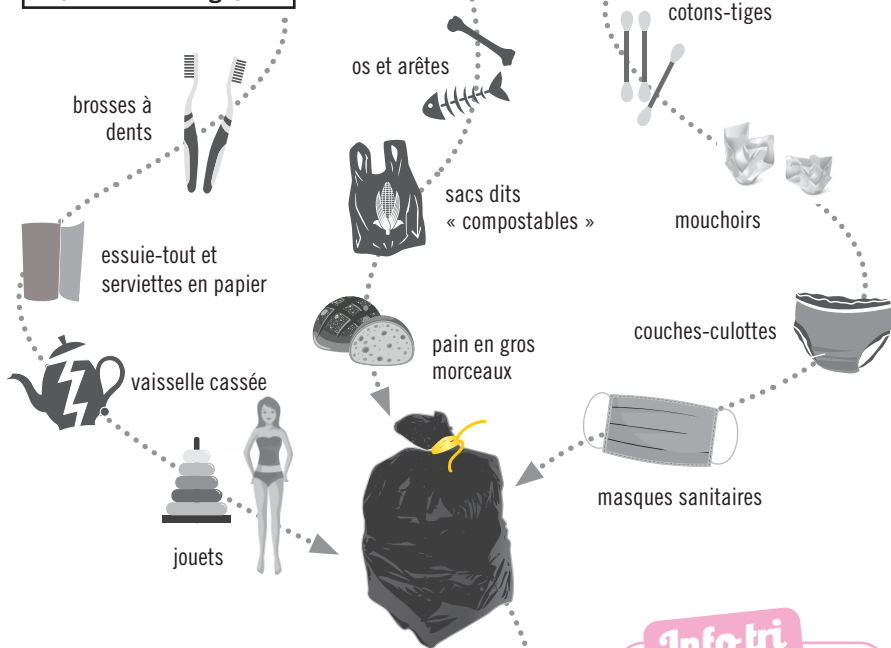 cotons-tiges
os et arêtes
brosses à
dents
sacs dits
« compostables »
mouchoirs
essuie-tout et
serviettes en papier
couches-culottes
pain en gros
morceaux
vaisselle cassée
masques sanitaires
jouets
Info-tri